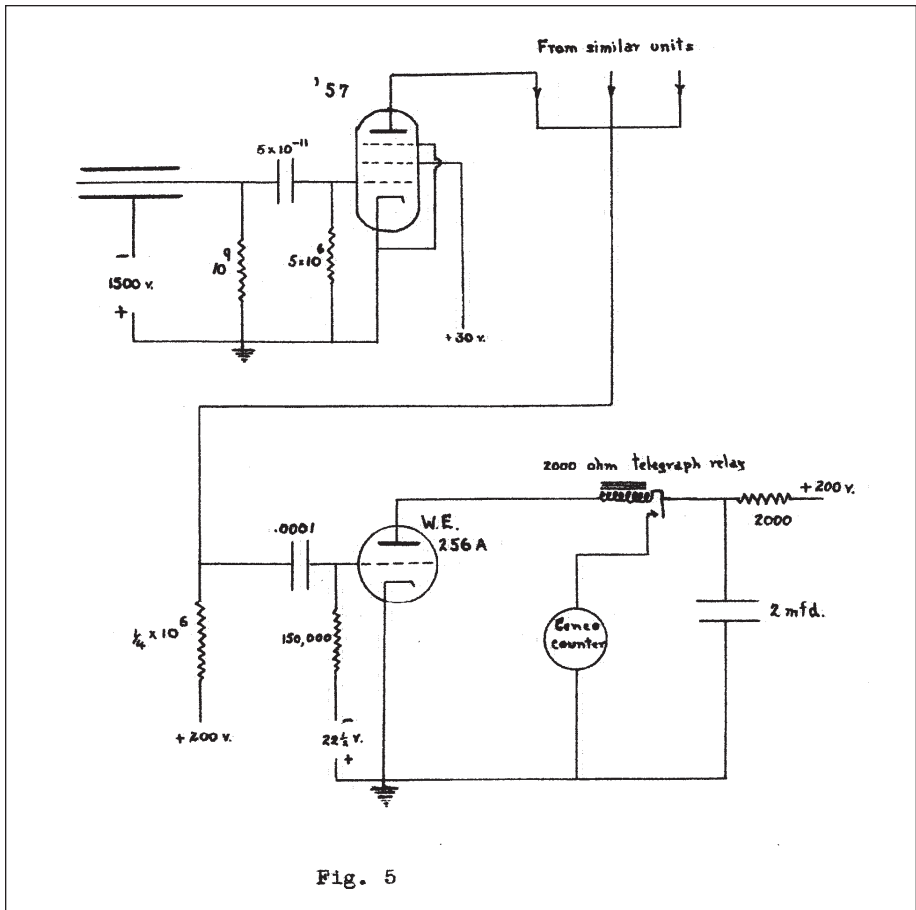 From similar units
'57
5×10⁻¹¹
10⁹
5×10⁶
−
1500 v.
+
+30 v.
2000 ohm telegraph relay
+200 v.
2000
W.E.
256A
.0001
¼ × 10⁶
150,000
Cenco
counter
2 mfd.
+200 v.
−
22½ v.
+
Fig. 5